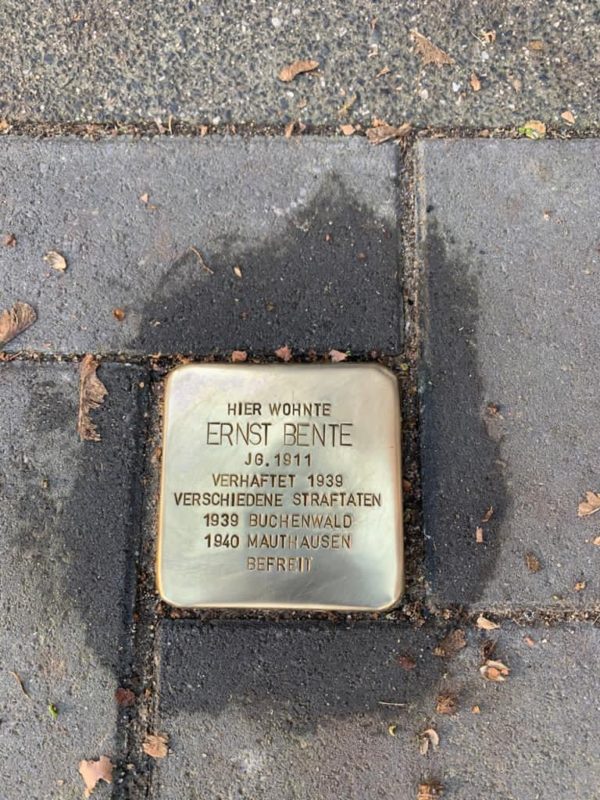 HIER WOHNTE
ERNST BENTE
JG. 1911
VERHAFTET 1939
VERSCHIEDENE STRAFTATEN
1939 BUCHENWALD
1940 MAUTHAUSEN
BEFREIT